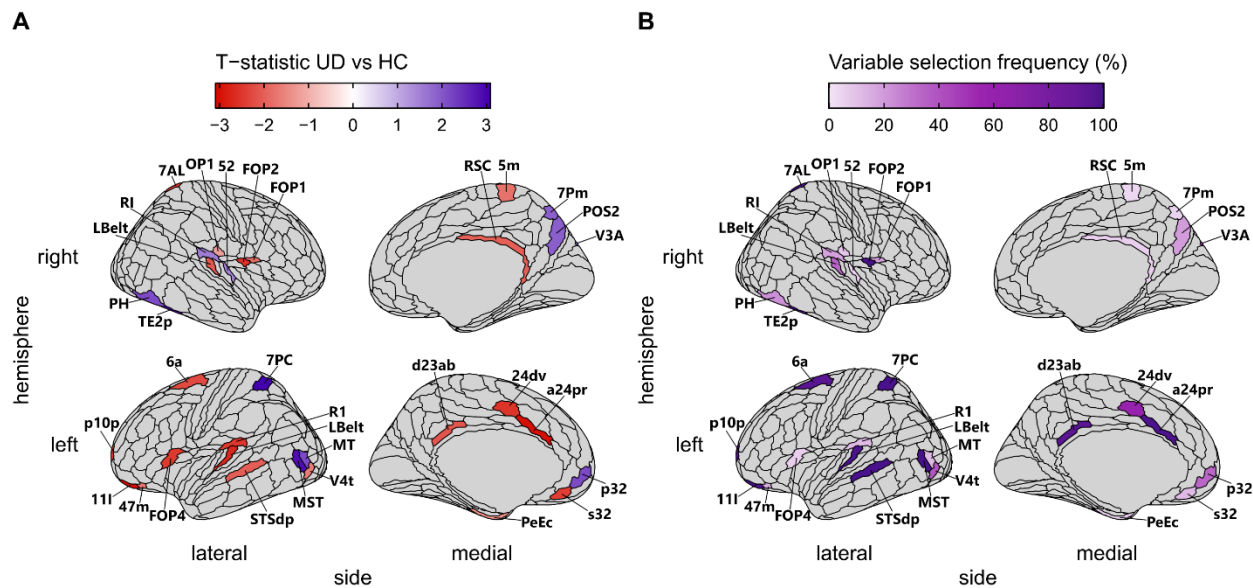 A
T−statistic UD vs HC
−3 −2 −1 0 1 2 3
7AL OP1 52 FOP2 FOP1
RI
LBelt
PH
TE2p
RSC 5m
7Pm
POS2
V3A
right
hemisphere
left
6a 7PC
p10p
11l
47m
FOP4
STSdp
R1
LBelt
MT
V4t
MST
d23ab
24dv
a24pr
p32
s32
PeEc
lateral medial
side
B
Variable selection frequency (%)
0 20 40 60 80 100
7AL OP1 52 FOP2 FOP1
RI
LBelt
PH
TE2p
RSC 5m
7Pm
POS2
V3A
right
hemisphere
left
6a 7PC
p10p
11l
47m
FOP4
STSdp
R1
LBelt
MT
V4t
MST
d23ab
24dv
a24pr
p32
s32
PeEc
lateral medial
side